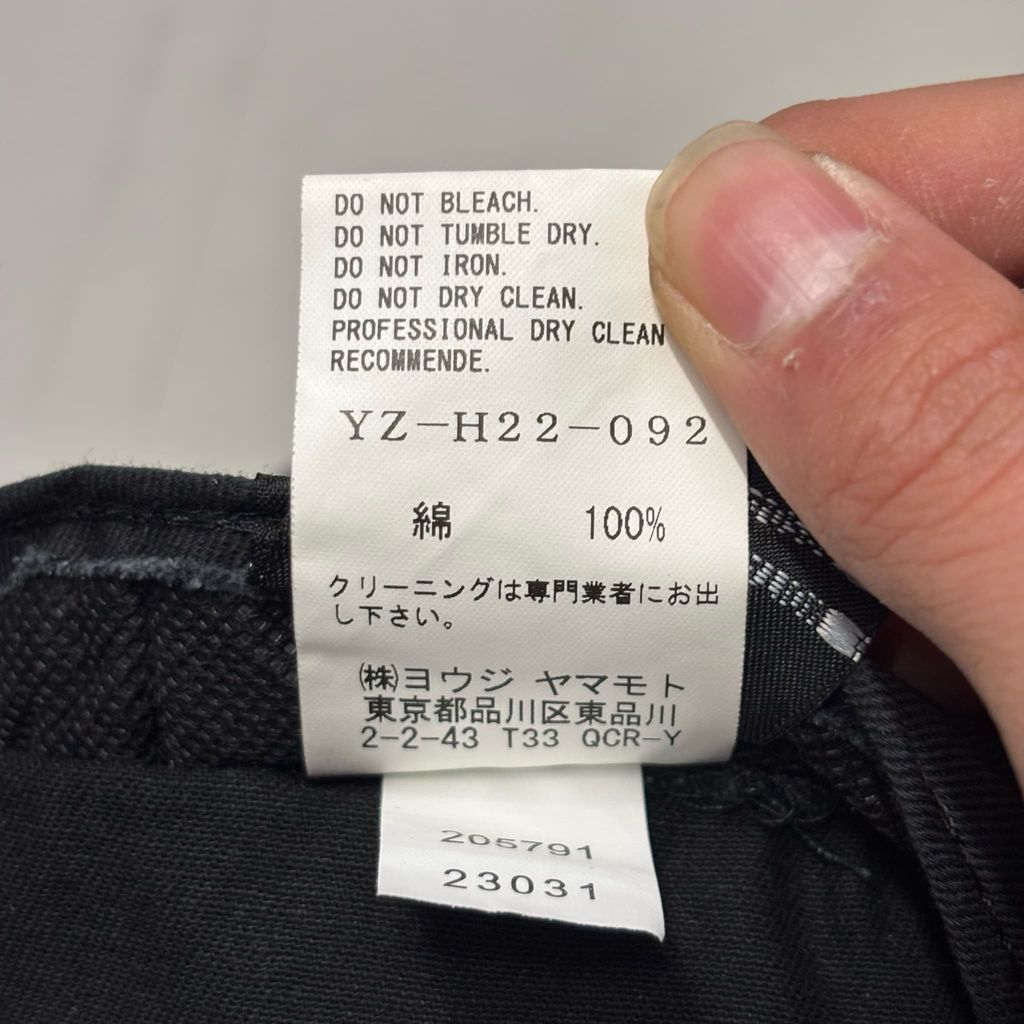 DO NOT BLEACH.
DO NOT TUMBLE DRY.
DO NOT IRON.
DO NOT DRY CLEAN.
PROFESSIONAL DRY CLEAN
RECOMMENDE.
YZ-H22-092
綿 100%
クリーニングは専門業者にお出
し下さい。
㈱ヨウジ ヤマモト
東京都品川区東品川
2-2-43 T33 QCR-Y
205791
23031